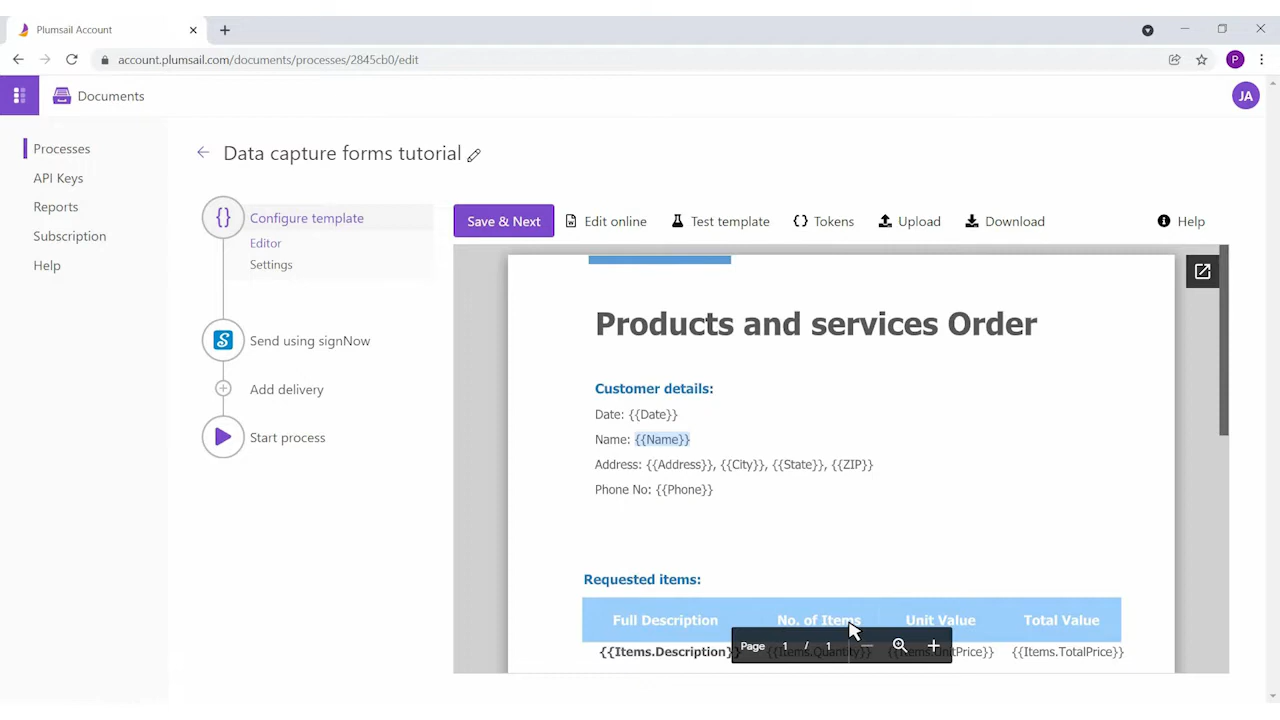 Plumsail Account
account.plumsail.com/documents/processes/2845cb0/edit
P
Documents
JA
Processes
API Keys
Reports
Subscription
Help
Data capture forms tutorial
{} Configure template
Editor
Settings
S Send using signNow
Add delivery
Start process
Save & Next Edit online Test template {} Tokens Upload Download Help
Products and services Order
Customer details:
Date: {{Date}}
Name: {{Name}}
Address: {{Address}}, {{City}}, {{State}}, {{ZIP}}
Phone No: {{Phone}}
Requested items:
Full Description No. of Items Unit Value Total Value
Page 1 / 1
{{Items.Description}} {{Items.Quantity}} {{Items.UnitPrice}} {{Items.TotalPrice}}